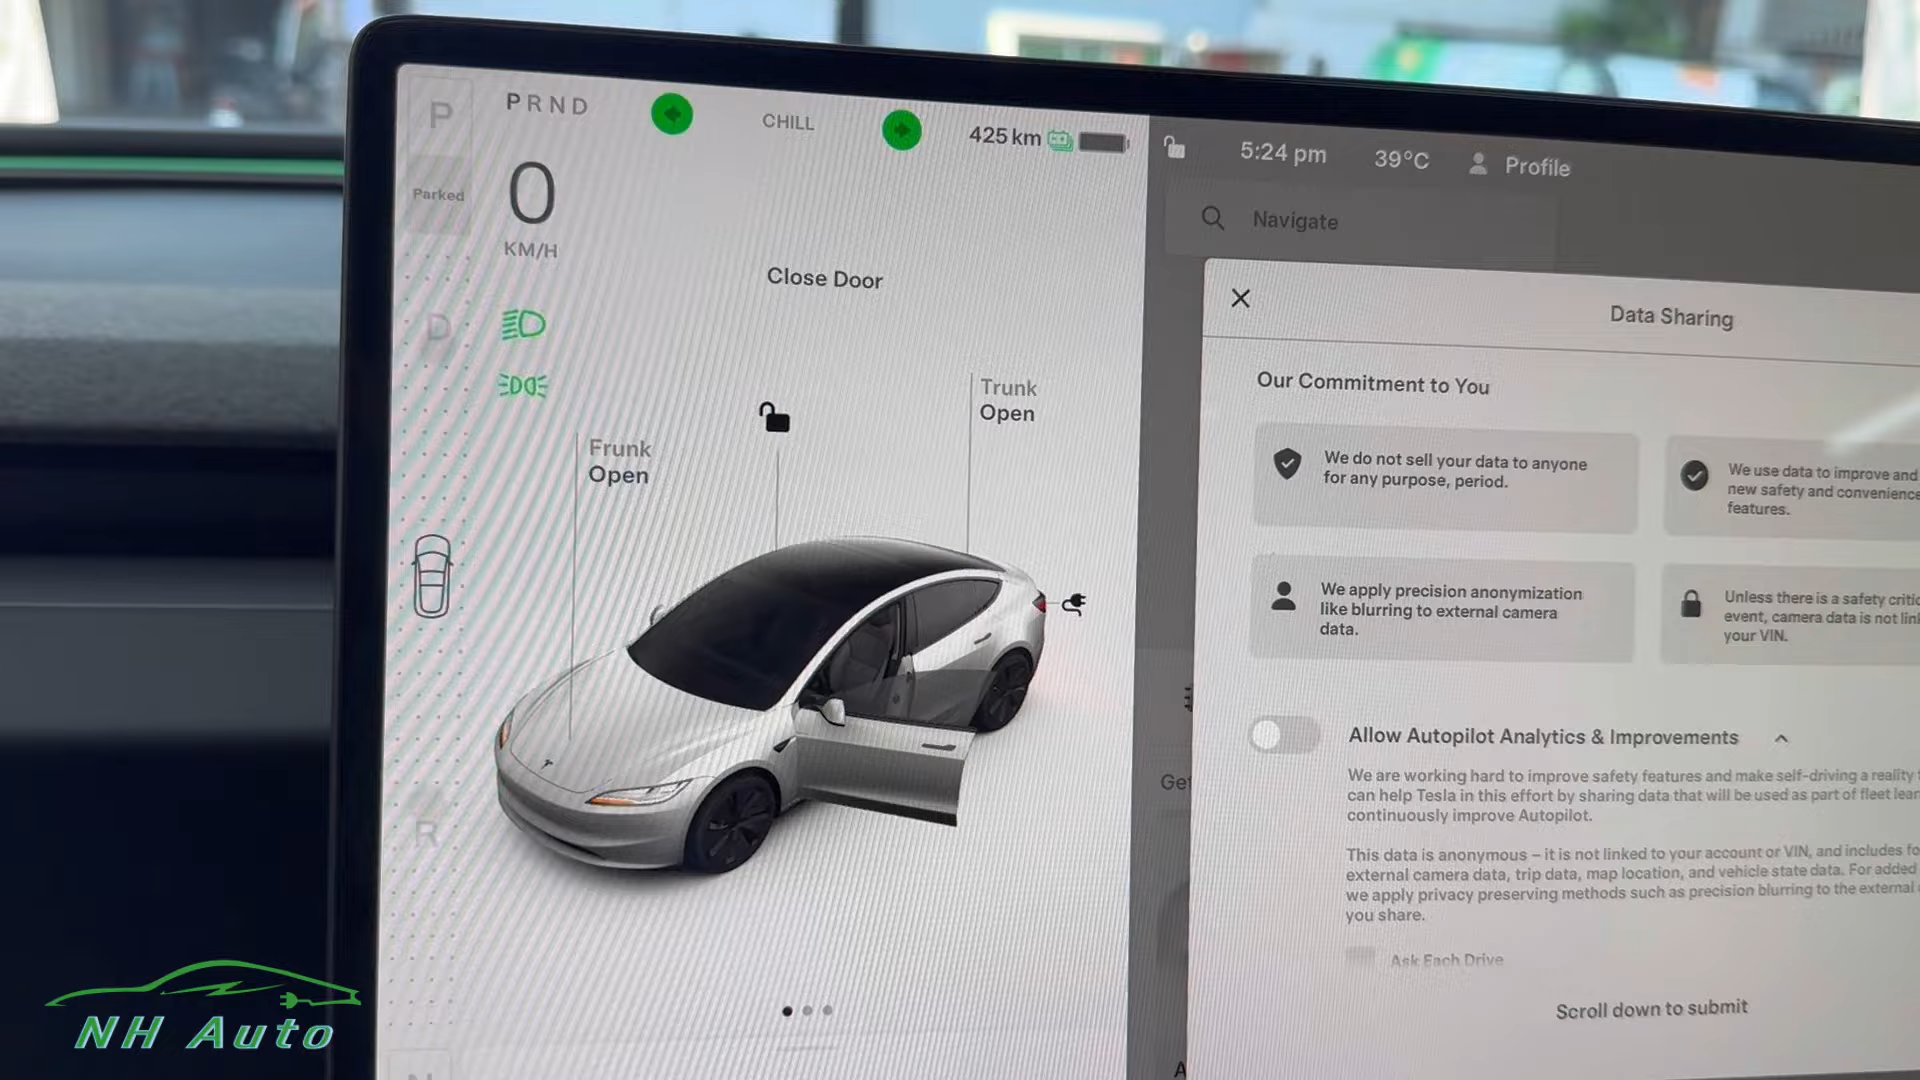 P
PRND
CHILL
425 km
Parked
0
KM/H
Close Door
D
Trunk
Open
Frunk
Open
R
5:24 pm
39°C
Profile
Navigate
Data Sharing
Our Commitment to You
We do not sell your data to anyone
for any purpose, period.
We use data to improve and
new safety and convenience
features.
We apply precision anonymization
like blurring to external camera
data.
Unless there is a safety
event, camera data is not
your VIN.
Allow Autopilot Analytics & Improvements
We are working hard to improve safety features and make self-driving a reality
can help Tesla in this effort by sharing data that will be used as part of fleet
continuously improve Autopilot.
This data is anonymous – it is not linked to your account or VIN, and includes
external camera data, trip data, map location, and vehicle state data. For added
we apply privacy preserving methods such as precision blurring to the external
you share.
Ask Each Drive
Scroll down to submit
NH Auto